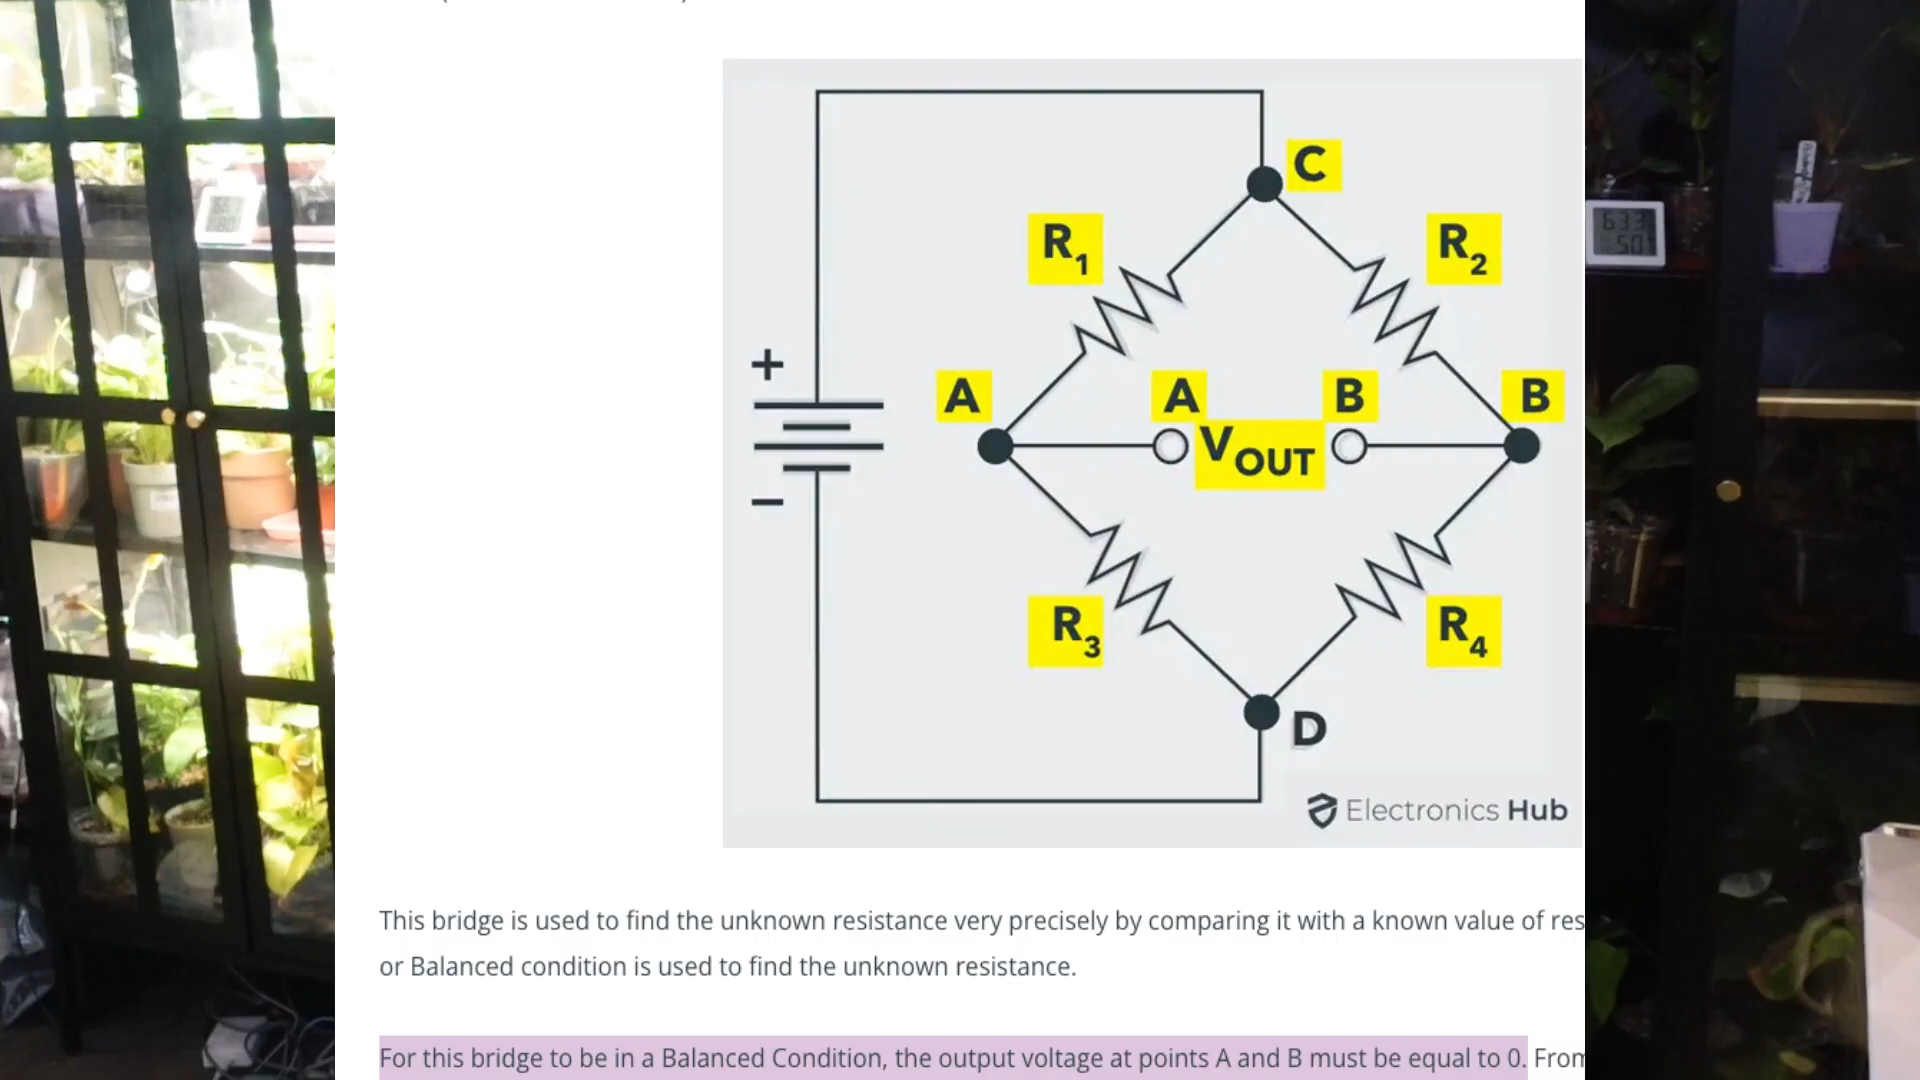 C
R1
R2
+
A
A
B
B
VOUT
−
R3
R4
D
Electronics Hub
This bridge is used to find the unknown resistance very precisely by comparing it with a known value of res
or Balanced condition is used to find the unknown resistance.
For this bridge to be in a Balanced Condition, the output voltage at points A and B must be equal to 0. From